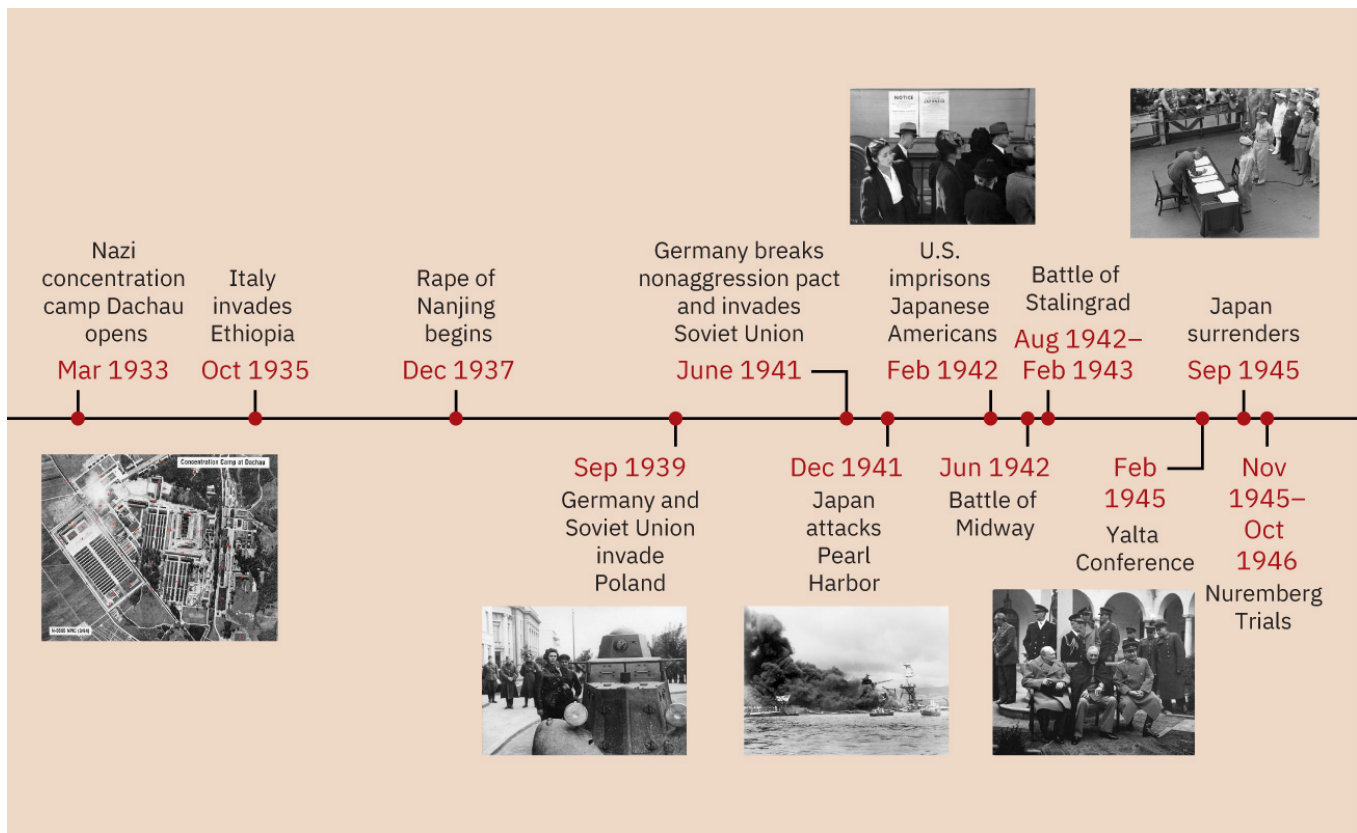 Nazi
concentration
camp Dachau
opens
Mar 1933
Italy
invades
Ethiopia
Oct 1935
Rape of
Nanjing
begins
Dec 1937
Sep 1939
Germany and
Soviet Union
invade
Poland
Germany breaks
nonaggression pact
and invades
Soviet Union
June 1941
Dec 1941
Japan
attacks
Pearl
Harbor
NOTICE
JAPANESE
U.S.
imprisons
Japanese
Americans
Feb 1942
Jun 1942
Battle of
Midway
Battle of
Stalingrad
Aug 1942–
Feb 1943
Feb
1945
Yalta
Conference
Japan
surrenders
Sep 1945
Nov
1945–
Oct
1946
Nuremberg
Trials
Concentration Camp at Dachau